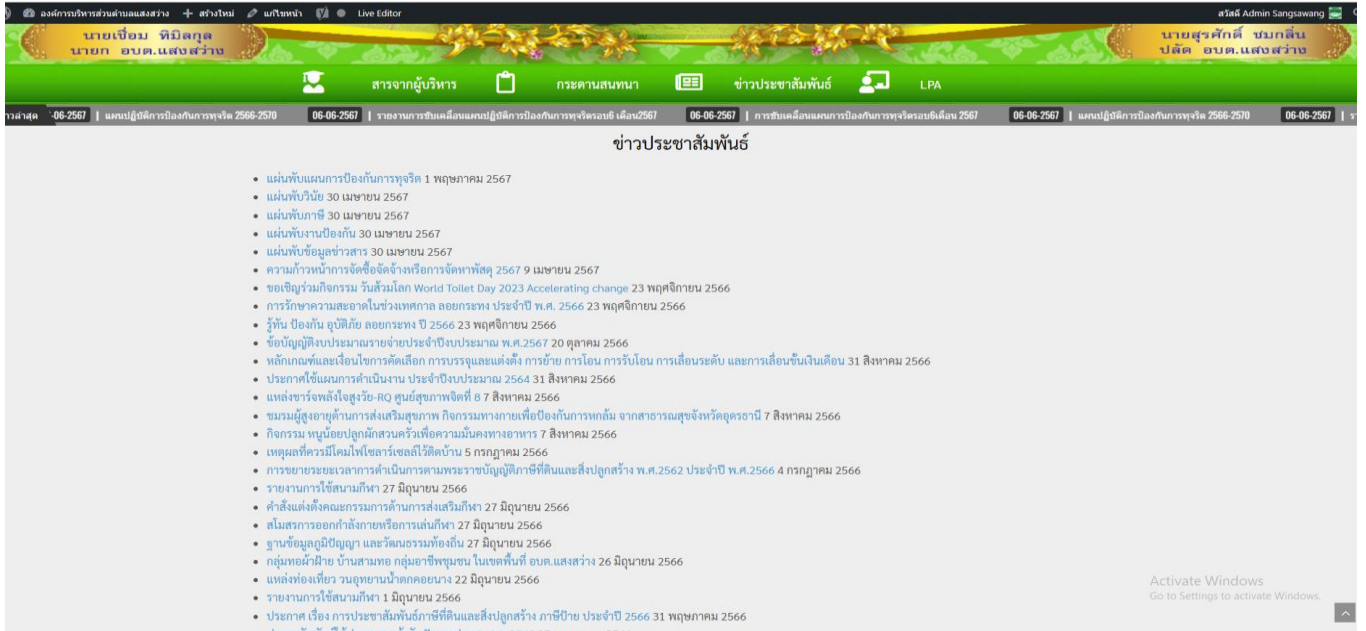 องค์การบริหารส่วนตำบลแสงสว่าง + สร้างใหม่ แก้ไขหน้า Live Editor สวัสดี Admin Sangsawang
นายเชื่อม ทิมิลกุล
นายก อบต.แสงสว่าง
นายสุรศักดิ์ ชบกลิ่น
ปลัด อบต.แสงสว่าง
สารจากผู้บริหาร กระดานสนทนา ข่าวประชาสัมพันธ์ LPA
าวล่าสุด -06-2567 | แผนปฏิบัติการป้องกันการทุจริต 2566-2570 06-06-2567 | รายงานการขับเคลื่อนแผนปฏิบัติการป้องกันการทุจริตรอบ6 เดือน2567 06-06-2567 | การขับเคลื่อนแผนการป้องกันการทุจริตรอบ6เดือน 2567 06-06-2567 | แผนปฏิบัติการป้องกันการทุจริต 2566-2570 06-06-2567 |
ข่าวประชาสัมพันธ์
• แผ่นพับแผนการป้องกันการทุจริต 1 พฤษภาคม 2567
• แผ่นพับวินัย 30 เมษายน 2567
• แผ่นพับภาษี 30 เมษายน 2567
• แผ่นพับงานป้องกัน 30 เมษายน 2567
• แผ่นพับข้อมูลข่าวสาร 30 เมษายน 2567
• ความก้าวหน้าการจัดซื้อจัดจ้างหรือการจัดหาพัสดุ 2567 9 เมษายน 2567
• ขอเชิญร่วมกิจกรรม วันส้วมโลก World Toilet Day 2023 Accelerating change 23 พฤศจิกายน 2566
• การรักษาความสะอาดในช่วงเทศกาล ลอยกระทง ประจำปี พ.ศ. 2566 23 พฤศจิกายน 2566
• รู้ทัน ป้องกัน อุบัติภัย ลอยกระทง ปี 2566 23 พฤศจิกายน 2566
• ข้อบัญญัติงบประมาณรายจ่ายประจำปีงบประมาณ พ.ศ.2567 20 ตุลาคม 2566
• หลักเกณฑ์และเงื่อนไขการคัดเลือก การบรรจุและแต่งตั้ง การย้าย การโอน การรับโอน การเลื่อนระดับ และการเลื่อนขั้นเงินเดือน 31 สิงหาคม 2566
• ประกาศใช้แผนการดำเนินงาน ประจำปีงบประมาณ 2564 31 สิงหาคม 2566
• แหล่งชาร์จพลังใจสูงวัย-RQ ศูนย์สุขภาพจิตที่ 8 7 สิงหาคม 2566
• ชมรมผู้สูงอายุด้านการส่งเสริมสุขภาพ กิจกรรมทางกายเพื่อป้องกันการหกล้ม จากสาธารณสุขจังหวัดอุดรธานี 7 สิงหาคม 2566
• กิจกรรม หนูน้อยปลูกผักสวนครัวเพื่อความมั่นคงทางอาหาร 7 สิงหาคม 2566
• เหตุผลที่ควรมีโคมไฟโซลาร์เซลล์ไว้ติดบ้าน 5 กรกฎาคม 2566
• การขยายระยะเวลาการดำเนินการตามพระราชบัญญัติภาษีที่ดินและสิ่งปลูกสร้าง พ.ศ.2562 ประจำปี พ.ศ.2566 4 กรกฎาคม 2566
• รายงานการใช้สนามกีฬา 27 มิถุนายน 2566
• คำสั่งแต่งตั้งคณะกรรมการด้านการส่งเสริมกีฬา 27 มิถุนายน 2566
• สโมสรการออกกำลังกายหรือการเล่นกีฬา 27 มิถุนายน 2566
• ฐานข้อมูลภูมิปัญญา และวัฒนธรรมท้องถิ่น 27 มิถุนายน 2566
• กลุ่มทอผ้าฝ้าย บ้านสามทอ กลุ่มอาชีพชุมชน ในเขตพื้นที่ อบต.แสงสว่าง 26 มิถุนายน 2566
• แหล่งท่องเที่ยว วนอุทยานน้ำตกคอยนาง 22 มิถุนายน 2566
• รายงานการใช้สนามกีฬา 1 มิถุนายน 2566
• ประกาศ เรื่อง การประชาสัมพันธ์ภาษีที่ดินและสิ่งปลูกสร้าง ภาษีป้าย ประจำปี 2566 31 พฤษภาคม 2566
Activate Windows
Go to Settings to activate Windows.